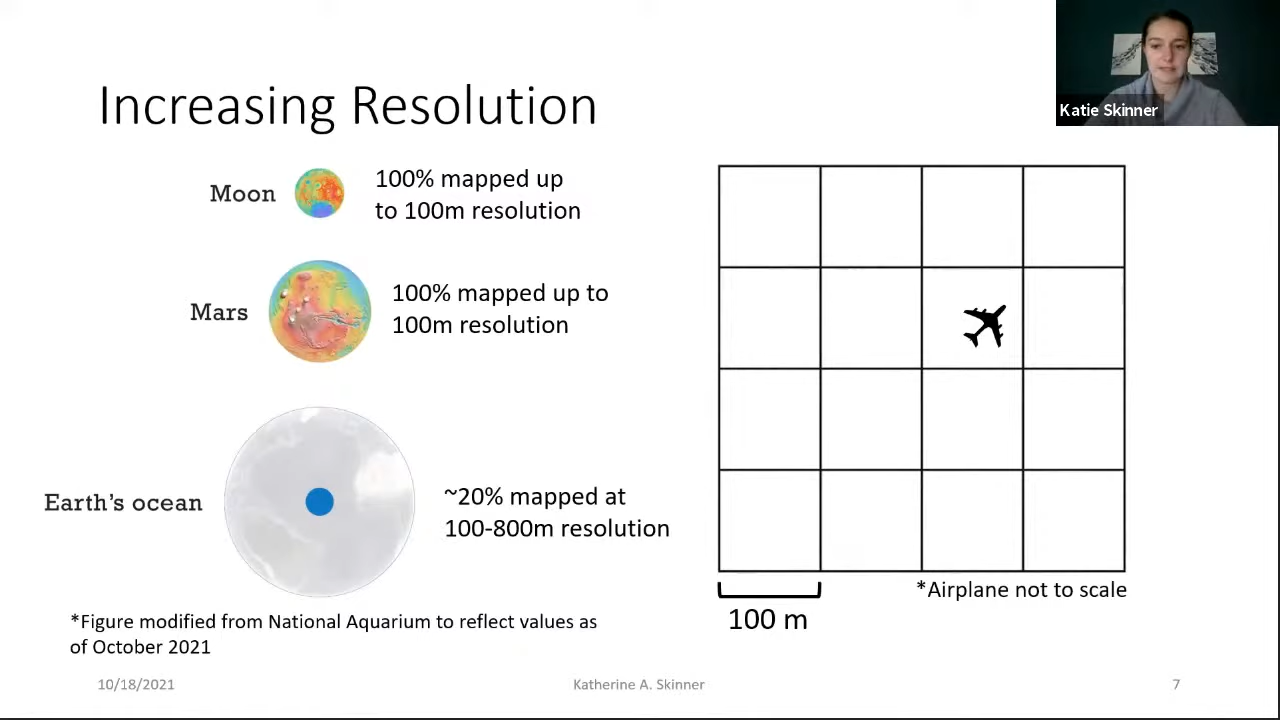 Increasing Resolution
Katie Skinner
Moon
100% mapped up
to 100m resolution
Mars
100% mapped up to
100m resolution
Earth's ocean
~20% mapped at
100-800m resolution
*Figure modified from National Aquarium to reflect values as
of October 2021
*Airplane not to scale
100 m
10/18/2021
Katherine A. Skinner
7